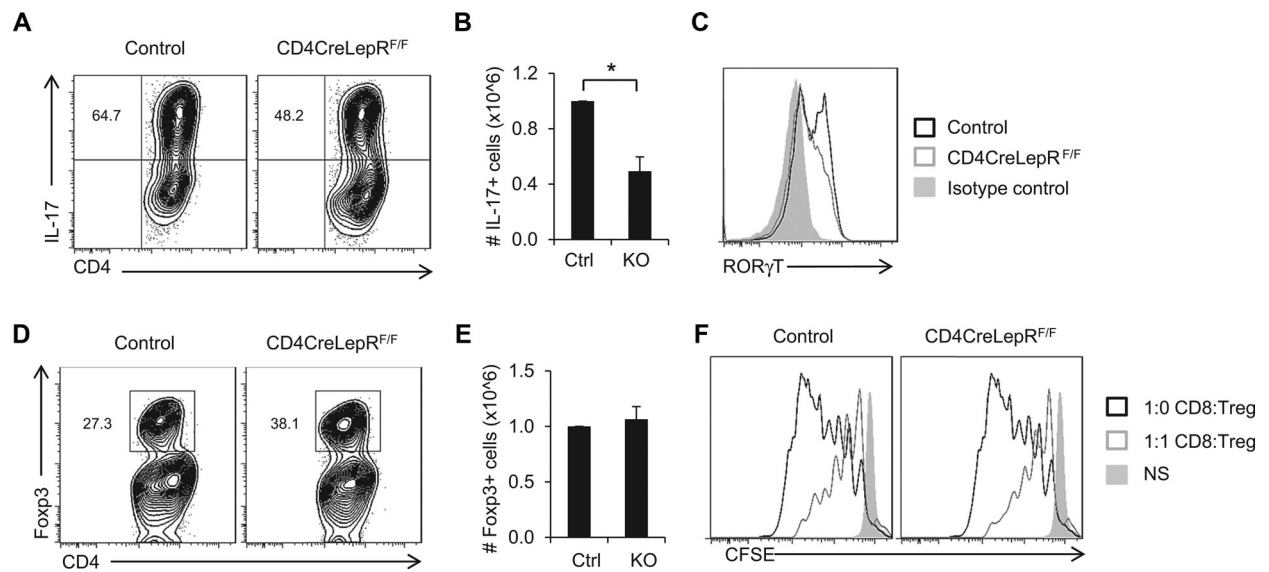 A
Control
CD4CreLepR^F/F
64.7
48.2
IL-17
CD4
B
# IL-17+ cells (x10^6)
1.2
0.8
0.4
0.0
*
Ctrl
KO
C
RORγT
Control
CD4CreLepR^F/F
Isotype control
D
Control
CD4CreLepR^F/F
27.3
38.1
Foxp3
CD4
E
# Foxp3+ cells (x10^6)
1.5
1.0
0.5
0.0
Ctrl
KO
F
Control
CD4CreLepR^F/F
CFSE
1:0 CD8:Treg
1:1 CD8:Treg
NS